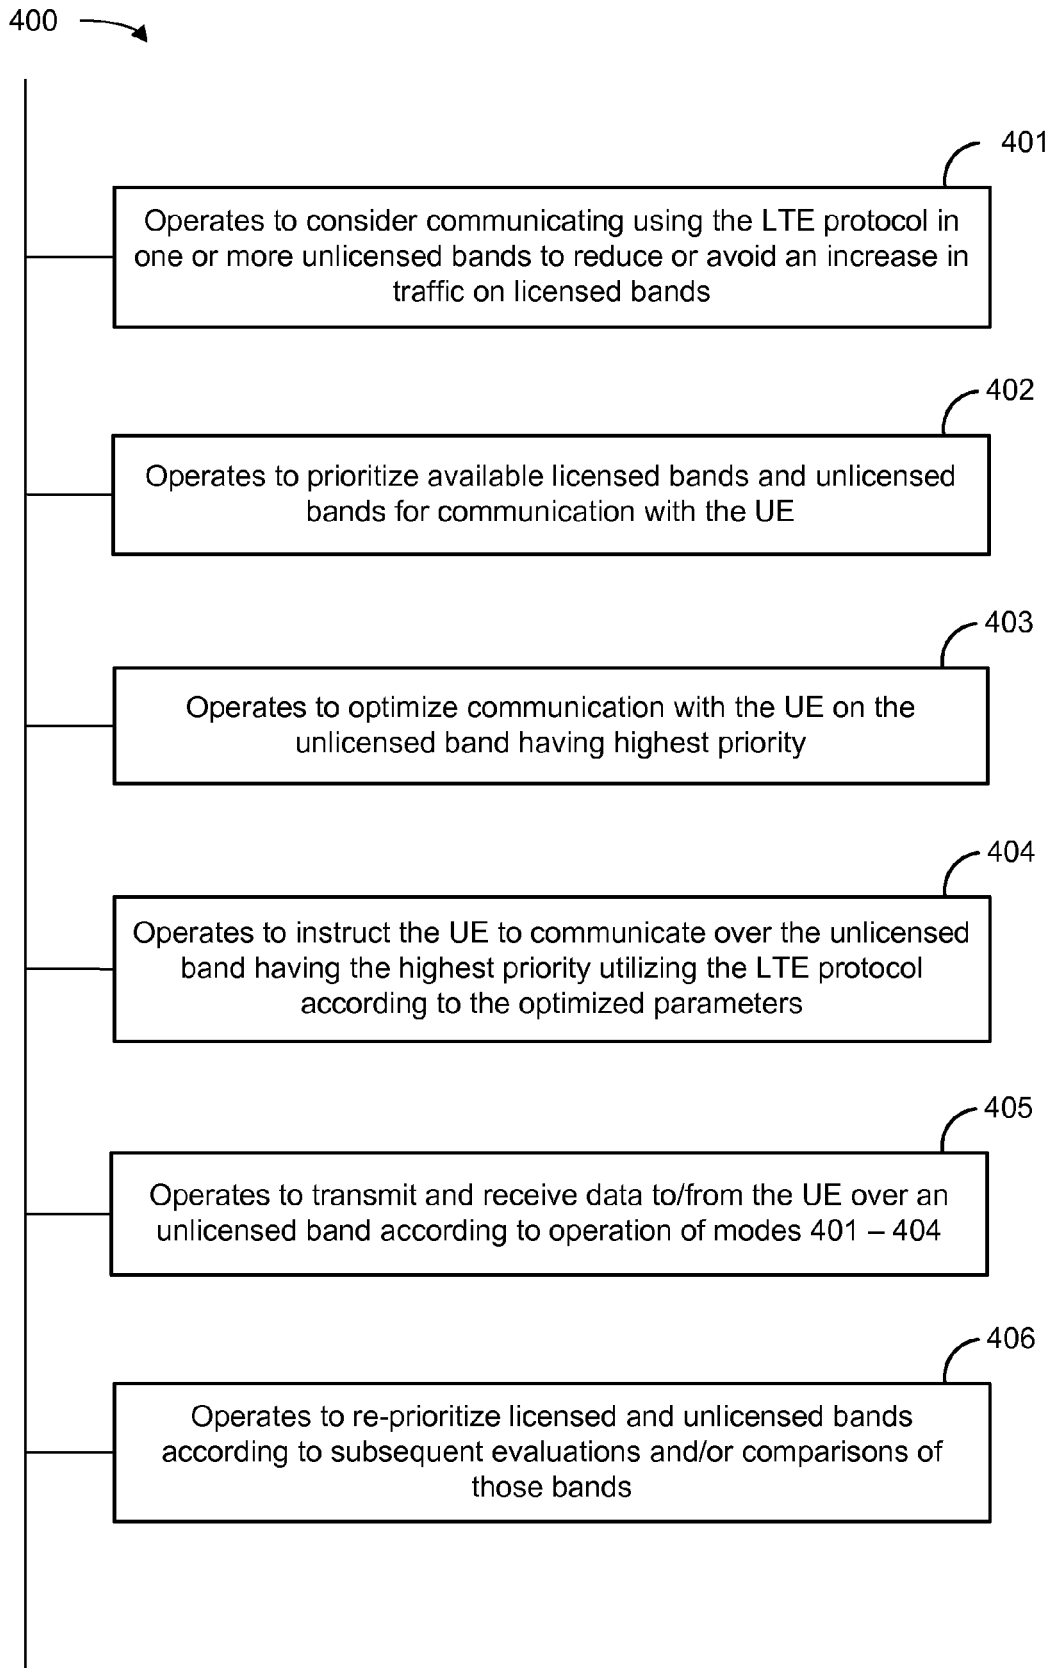 400
401
Operates to consider communicating using the LTE protocol in
one or more unlicensed bands to reduce or avoid an increase in
traffic on licensed bands
402
Operates to prioritize available licensed bands and unlicensed
bands for communication with the UE
403
Operates to optimize communication with the UE on the
unlicensed band having highest priority
404
Operates to instruct the UE to communicate over the unlicensed
band having the highest priority utilizing the LTE protocol
according to the optimized parameters
405
Operates to transmit and receive data to/from the UE over an
unlicensed band according to operation of modes 401 – 404
406
Operates to re-prioritize licensed and unlicensed bands
according to subsequent evaluations and/or comparisons of
those bands